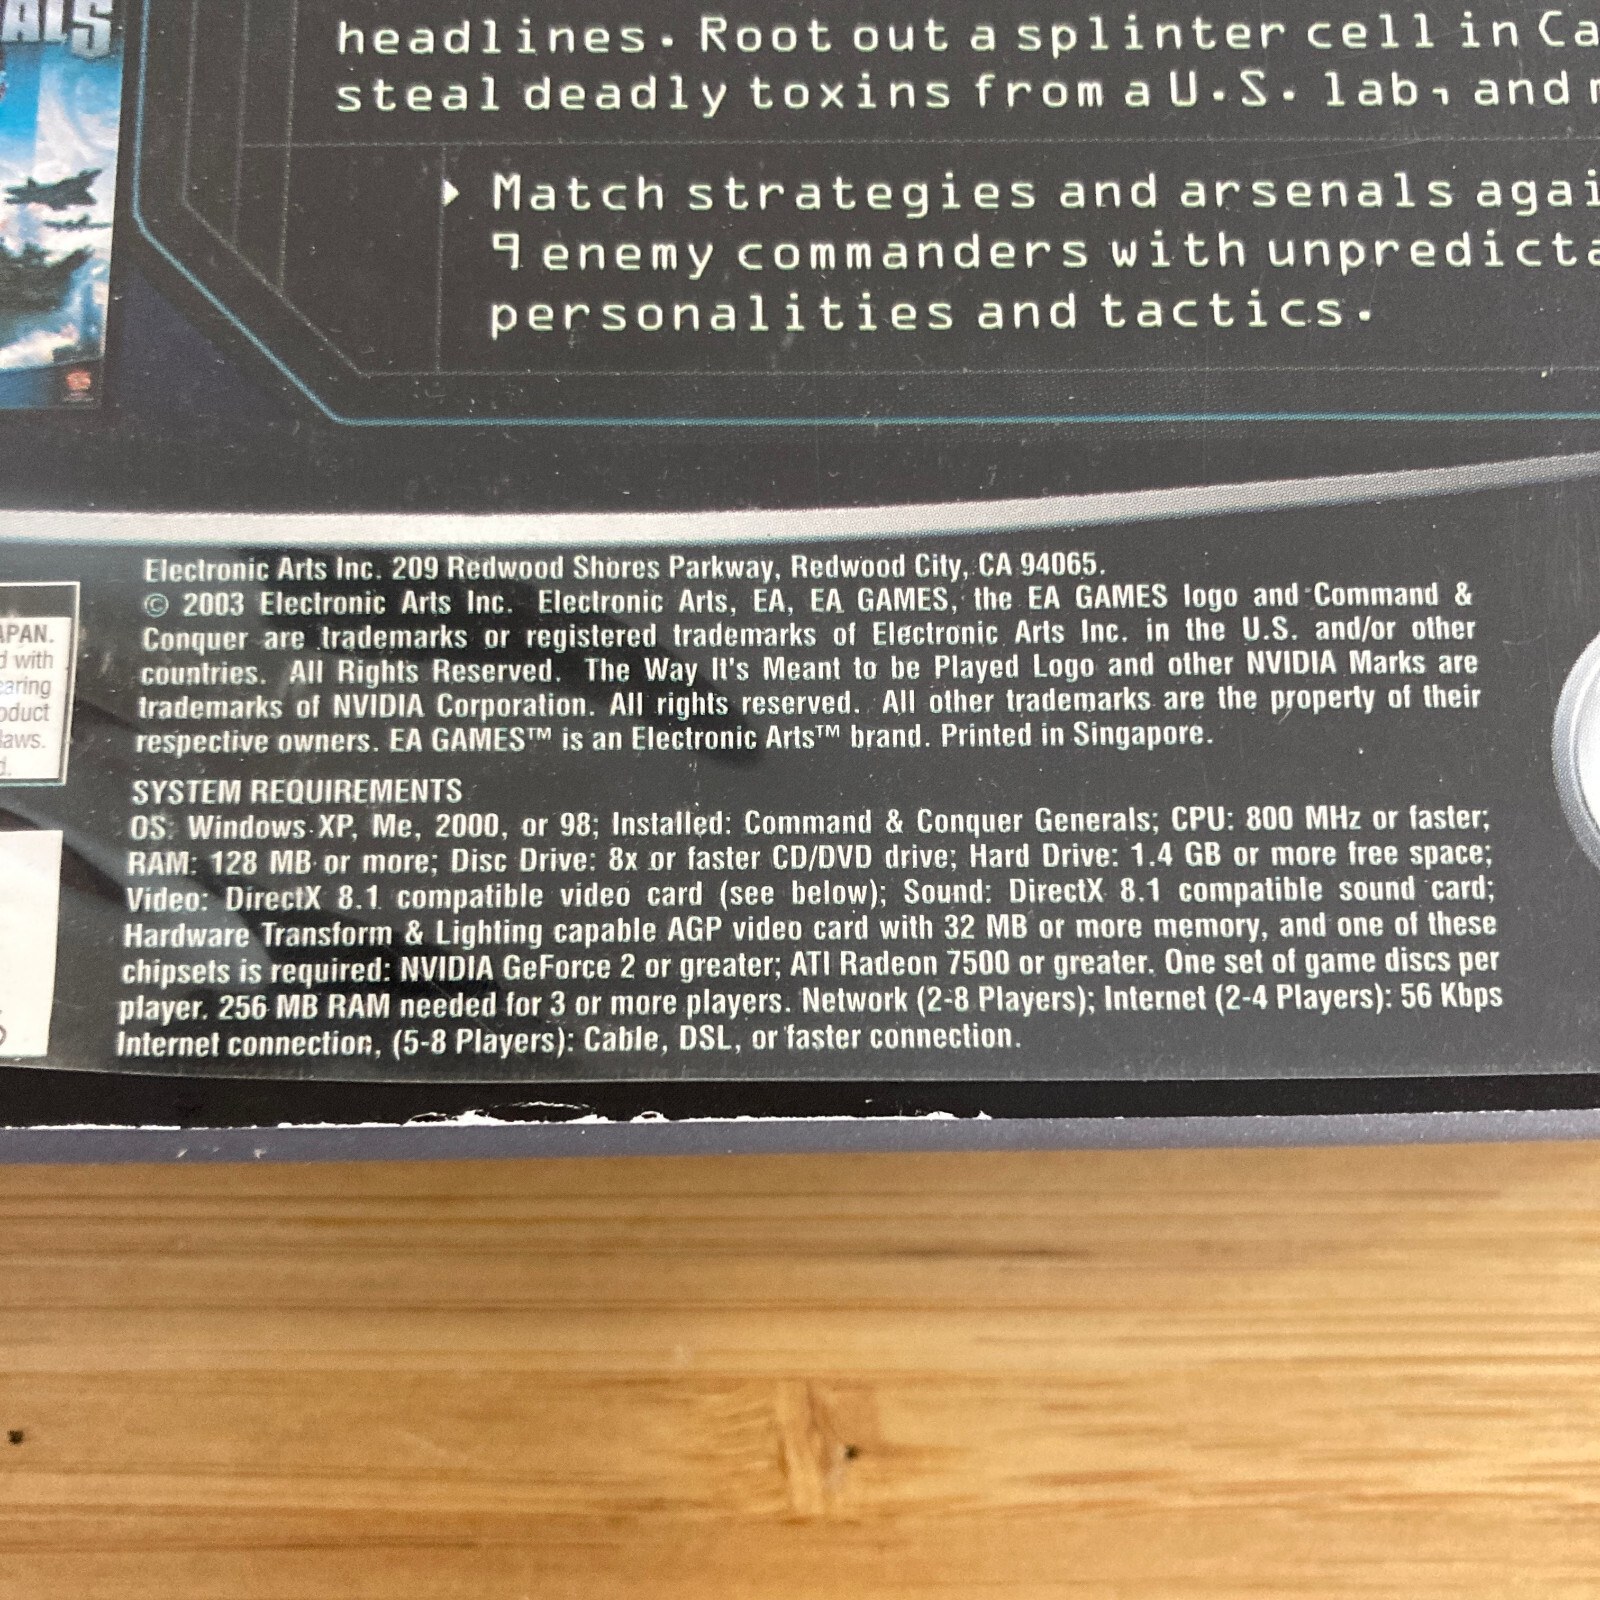 ALS
headlines. Root out a splinter cell in Ca
steal deadly toxins from a U.S. lab, and
Match strategies and arsenals agai
9 enemy commanders with unpredicta
personalities and tactics.
APAN.
d with
earing
oduct
laws.
d.
Electronic Arts Inc. 209 Redwood Shores Parkway, Redwood City, CA 94065.
© 2003 Electronic Arts Inc. Electronic Arts, EA, EA GAMES, the EA GAMES logo and Command &
Conquer are trademarks or registered trademarks of Electronic Arts Inc. in the U.S. and/or other
countries. All Rights Reserved. The Way It's Meant to be Played Logo and other NVIDIA Marks are
trademarks of NVIDIA Corporation. All rights reserved. All other trademarks are the property of their
respective owners. EA GAMES™ is an Electronic Arts™ brand. Printed in Singapore.
SYSTEM REQUIREMENTS
OS: Windows XP, Me, 2000, or 98; Installed: Command & Conquer Generals; CPU: 800 MHz or faster;
RAM: 128 MB or more; Disc Drive: 8x or faster CD/DVD drive; Hard Drive: 1.4 GB or more free space;
Video: DirectX 8.1 compatible video card (see below); Sound: DirectX 8.1 compatible sound card;
Hardware Transform & Lighting capable AGP video card with 32 MB or more memory, and one of these
chipsets is required: NVIDIA GeForce 2 or greater; ATI Radeon 7500 or greater. One set of game discs per
player. 256 MB RAM needed for 3 or more players. Network (2-8 Players); Internet (2-4 Players): 56 Kbps
Internet connection, (5-8 Players): Cable, DSL, or faster connection.